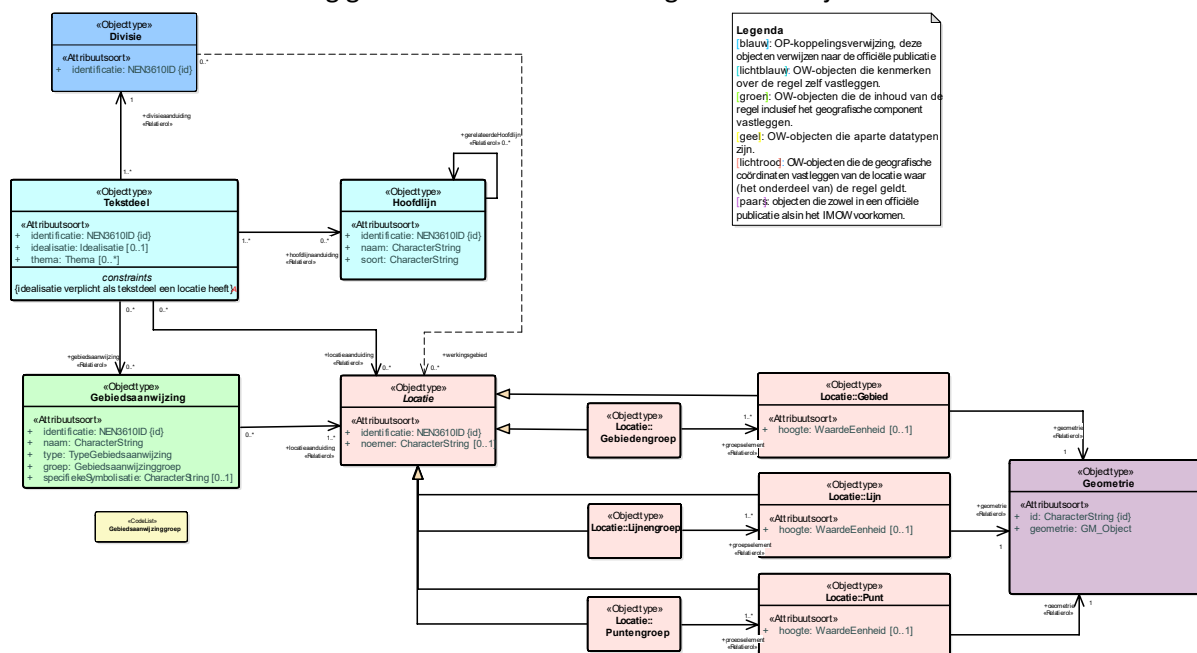 «Objecttype»
Divisie
«Attribuutsoort»
+ identificatie: NEN3610ID {id}
0..*
1
+divisieaanduiding
«Relatierol»
1..*
«Objecttype»
Tekstdeel
«Attribuutsoort»
+ identificatie: NEN3610ID {id}
+ idealisatie: Idealisatie [0..1]
+ thema: Thema [0..*]
constraints
{idealisatie verplicht als tekstdeel een locatie heeft}
1..*
0..*
+hoofdlijnaanduiding
«Relatierol»
+gerelateerdeHoofdlijn
«Relatierol» 0..*
«Objecttype»
Hoofdlijn
«Attribuutsoort»
+ identificatie: NEN3610ID {id}
+ naam: CharacterString
+ soort: CharacterString
Legenda
[blauw]: OP-koppelingsverwijzing, deze
objecten verwijzen naar de officiële publicatie
[lichtblauw]: OW-objecten die kenmerken
over de regel zelf vastleggen.
[groen]: OW-objecten die de inhoud van de
regel inclusief het geografische component
vastleggen.
[geel]: OW-objecten die aparte datatypen
zijn.
[lichtrood]: OW-objecten die de geografische
coördinaten vastleggen van de locatie waar
(het onderdeel van) de regel geldt.
[paars]: objecten die zowel in een officiële
publicatie als in het IMOW voorkomen.
0..*
0..*
+gebiedsaanwijzing
«Relatierol»
0..*
+locatieaanduiding
«Relatierol»
0..*
+werkingsgebied
0..*
«Objecttype»
Gebiedsaanwijzing
«Attribuutsoort»
+ identificatie: NEN3610ID {id}
+ naam: CharacterString
+ type: TypeGebiedsaanwijzing
+ groep: Gebiedsaanwijzinggroep
+ specifiekeSymbolisatie: CharacterString [0..1]
0..*
1..*
+locatieaanduiding
«Relatierol»
«Objecttype»
Locatie
«Attribuutsoort»
+ identificatie: NEN3610ID {id}
+ noemer: CharacterString [0..1]
«CodeList»
Gebiedsaanwijzinggroep
«Objecttype»
Locatie::
Gebiedengroep
1..*
+groepselement
«Relatierol»
«Objecttype»
Locatie::Gebied
«Attribuutsoort»
+ hoogte: WaardeEenheid [0..1]
+geometrie
«Relatierol»
1
«Objecttype»
Locatie::Lijnengroep
1..*
+groepselement
«Relatierol»
«Objecttype»
Locatie::Lijn
«Attribuutsoort»
+ hoogte: WaardeEenheid [0..1]
+geometrie
«Relatierol»
1
«Objecttype»
Geometrie
«Attribuutsoort»
+ id: CharacterString {id}
+ geometrie: GM_Object
«Objecttype»
Locatie::
Puntengroep
1..*
+groepselement
«Relatierol»
«Objecttype»
Locatie::Punt
«Attribuutsoort»
+ hoogte: WaardeEenheid [0..1]
+geometrie
«Relatierol»
1